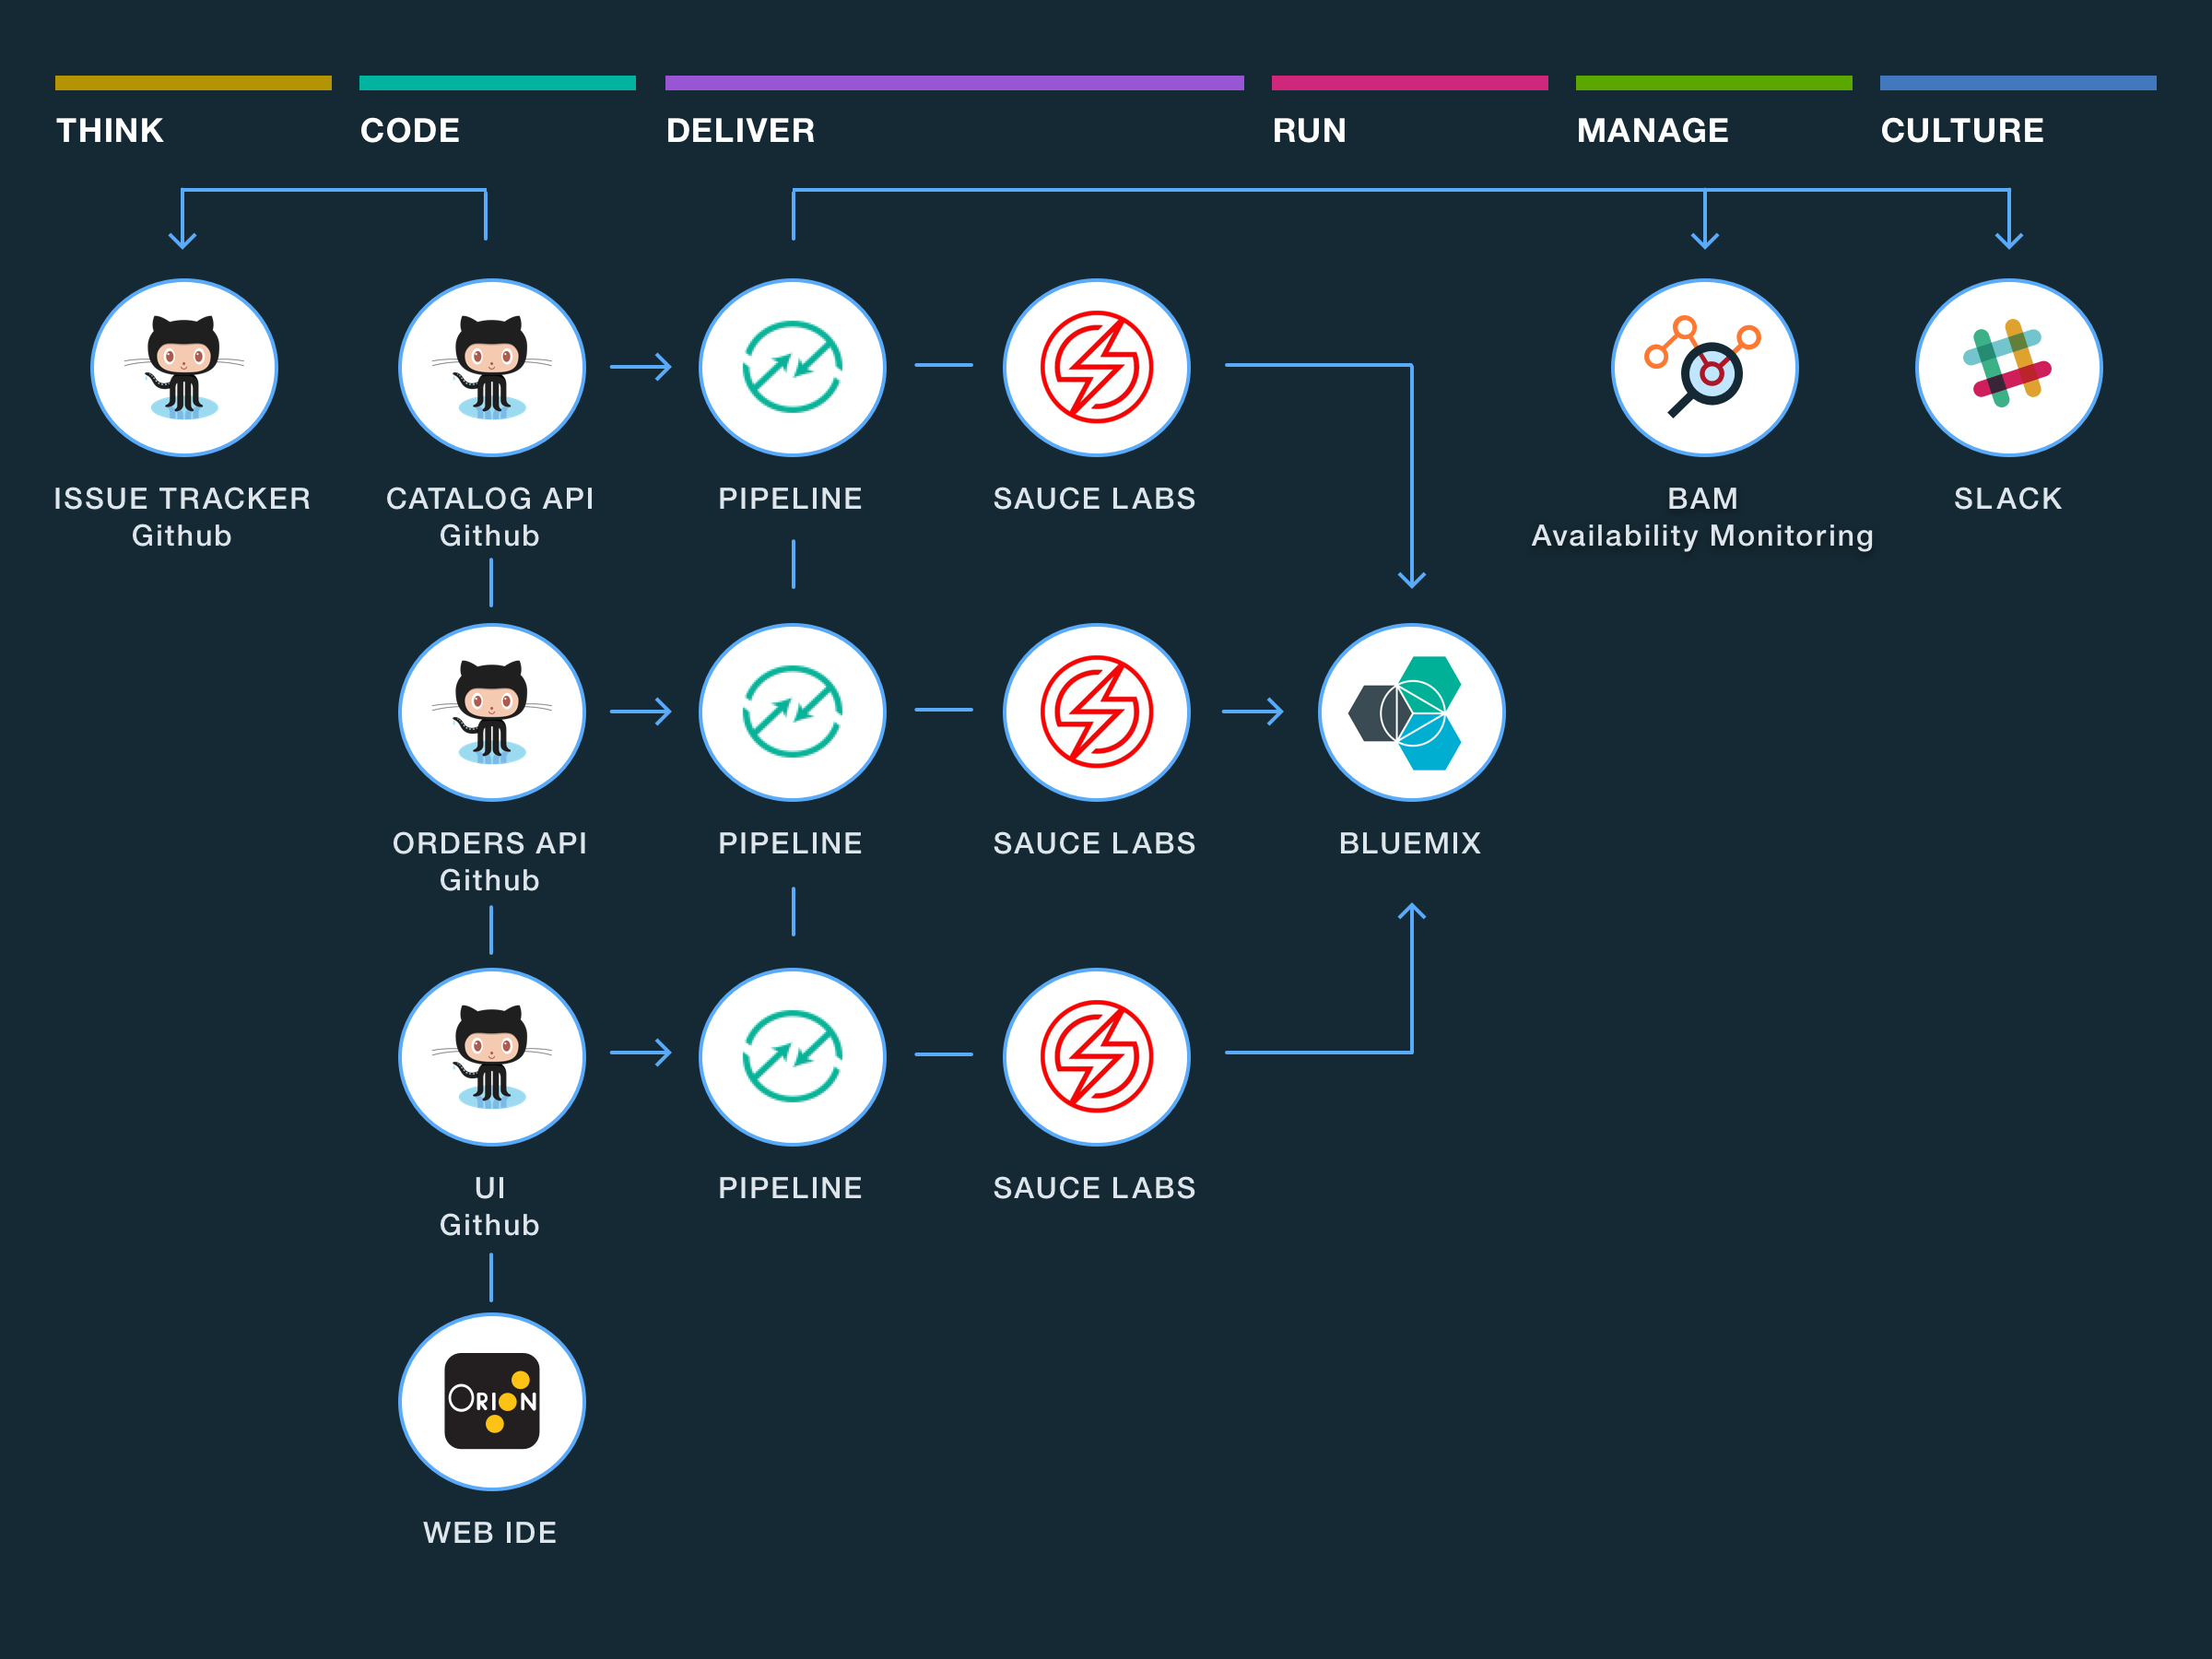 THINK
CODE
DELIVER
RUN
MANAGE
CULTURE
ISSUE TRACKER
Github
CATALOG API
Github
PIPELINE
SAUCE LABS
BAM
Availability Monitoring
SLACK
ORDERS API
Github
PIPELINE
SAUCE LABS
BLUEMIX
UI
Github
PIPELINE
SAUCE LABS
ORION
WEB IDE